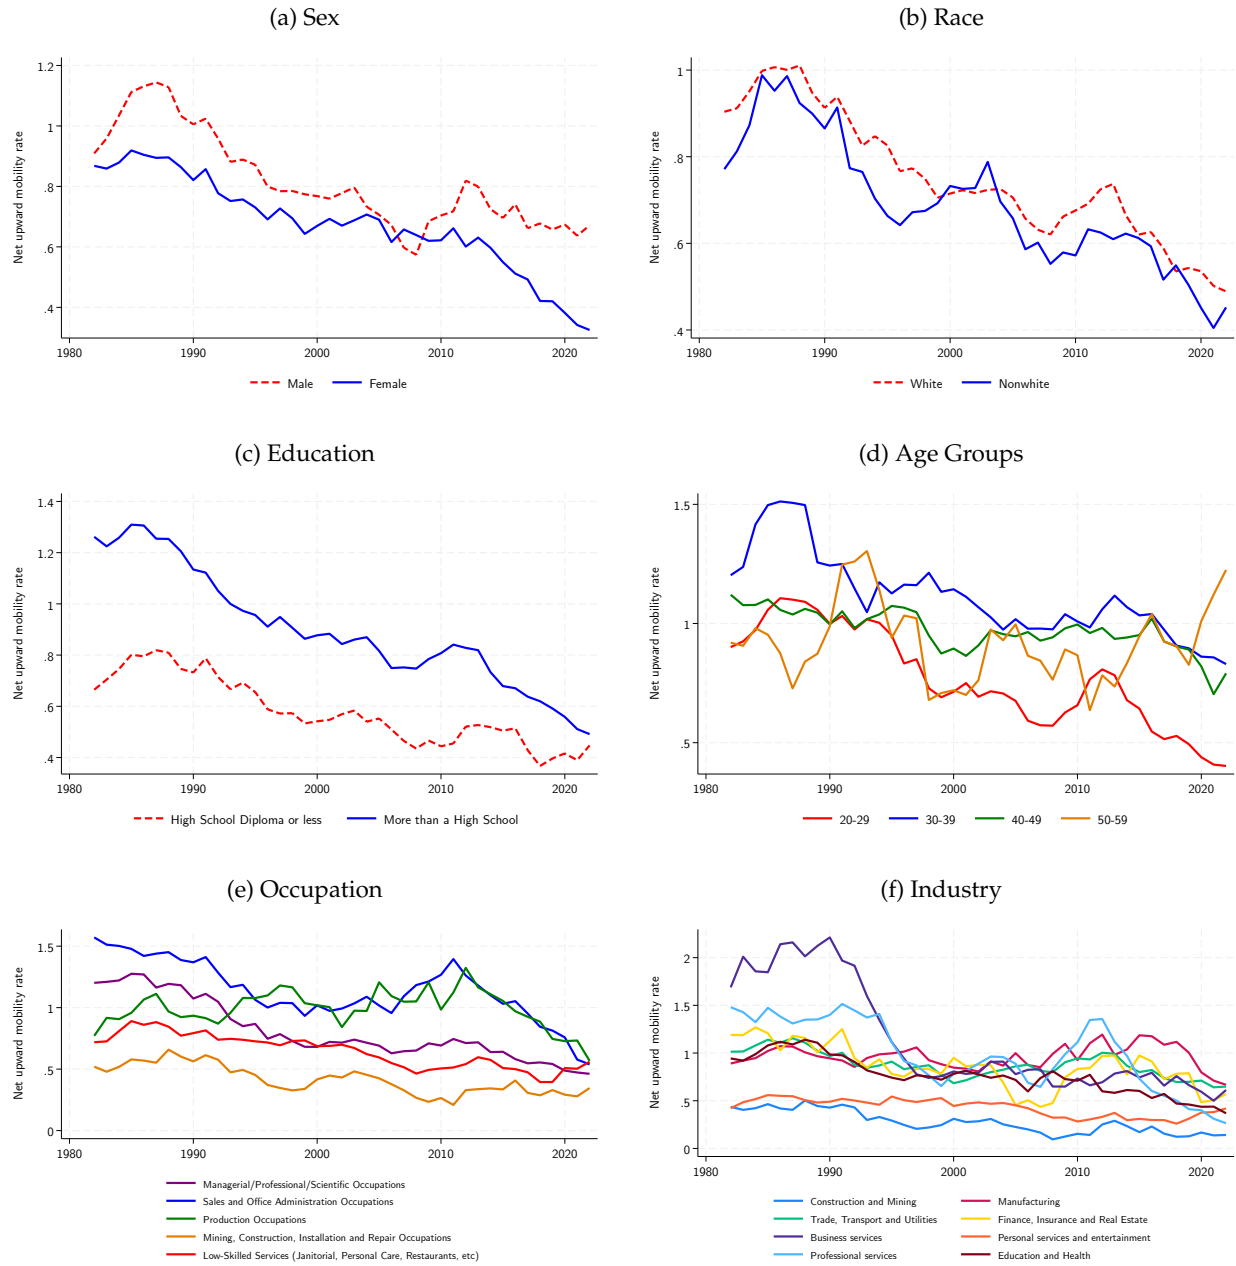 (a) Sex
Net upward mobility rate
1.2
1
.8
.6
.4
1980 1990 2000 2010 2020
Male Female
(b) Race
Net upward mobility rate
1
.8
.6
.4
1980 1990 2000 2010 2020
White Nonwhite
(c) Education
Net upward mobility rate
1.4
1.2
1
.8
.6
.4
1980 1990 2000 2010 2020
High School Diploma or less More than a High School
(d) Age Groups
Net upward mobility rate
1.5
1
.5
1980 1990 2000 2010 2020
20-29 30-39 40-49 50-59
(e) Occupation
Net upward mobility rate
1.5
1
.5
0
1980 1990 2000 2010 2020
Managerial/Professional/Scientific Occupations
Sales and Office Administration Occupations
Production Occupations
Mining, Construction, Installation and Repair Occupations
Low-Skilled Services (Janitorial, Personal Care, Restaurants, etc)
(f) Industry
Net upward mobility rate
2
1.5
1
.5
0
1980 1990 2000 2010 2020
Construction and Mining Manufacturing
Trade, Transport and Utilities Finance, Insurance and Real Estate
Business services Personal services and entertainment
Professional services Education and Health